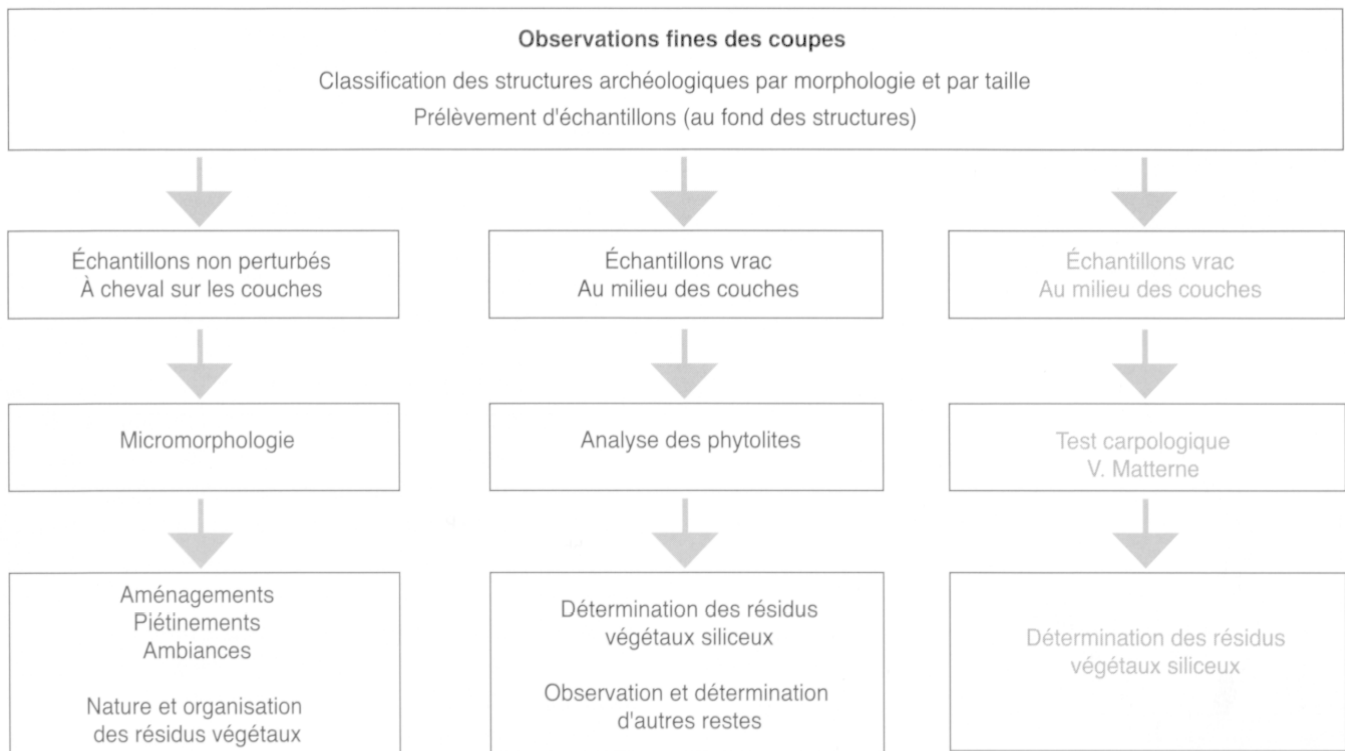 Observations fines des coupes
Classification des structures archéologiques par morphologie et par taille
Prélèvement d'échantillons (au fond des structures)
Échantillons non perturbés
À cheval sur les couches
Échantillons vrac
Au milieu des couches
Échantillons vrac
Au milieu des couches
Micromorphologie
Analyse des phytolites
Test carpologique
V. Matterne
Aménagements
Piétinements
Ambiances
Nature et organisation
des résidus végétaux
Détermination des résidus
végétaux siliceux
Observation et détermination
d'autres restes
Détermination des résidus
végétaux siliceux